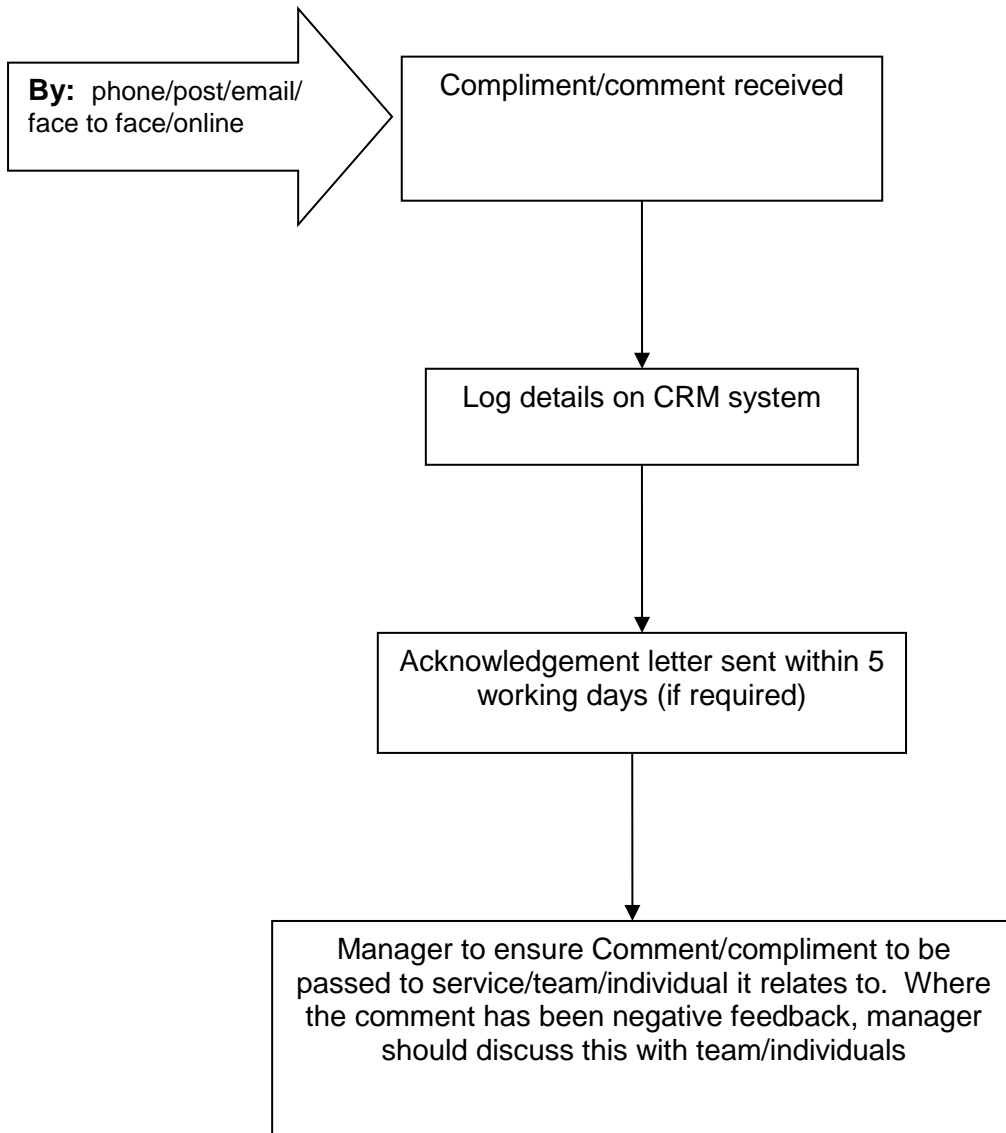 By: phone/post/email/
face to face/online
Compliment/comment received
Log details on CRM system
Acknowledgement letter sent within 5
working days (if required)
Manager to ensure Comment/compliment to be
passed to service/team/individual it relates to. Where
the comment has been negative feedback, manager
should discuss this with team/individuals